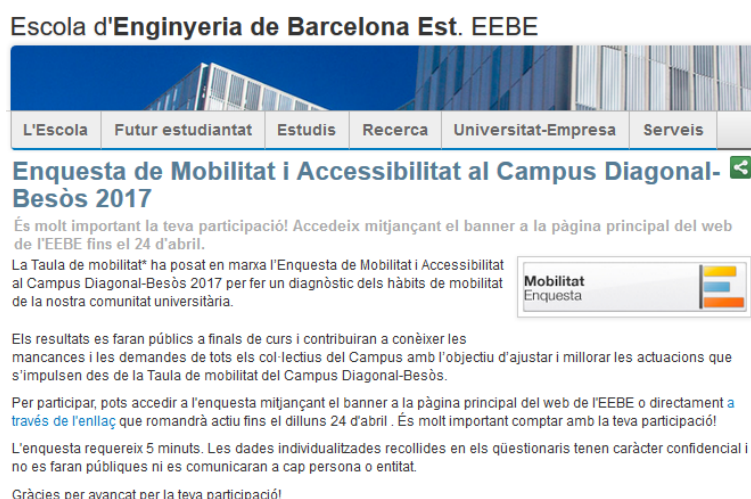 Escola d'Enginyeria de Barcelona Est. EEBE
L'Escola Futur estudiantat Estudis Recerca Universitat-Empresa Serveis
Enquesta de Mobilitat i Accessibilitat al Campus Diagonal-
Besòs 2017
És molt important la teva participació! Accedeix mitjançant el banner a la pàgina principal del web
de l'EEBE fins el 24 d'abril.
La Taula de mobilitat* ha posat en marxa l'Enquesta de Mobilitat i Accessibilitat
al Campus Diagonal-Besòs 2017 per fer un diagnòstic dels hàbits de mobilitat
de la nostra comunitat universitària.
Mobilitat
Enquesta
Els resultats es faran públics a finals de curs i contribuiran a conèixer les
mancances i les demandes de tots els col·lectius del Campus amb l'objectiu d'ajustar i millorar les actuacions que
s'impulsen des de la Taula de mobilitat del Campus Diagonal-Besòs.
Per participar, pots accedir a l'enquesta mitjançant el banner a la pàgina principal del web de l'EEBE o directament a
través de l'enllaç que romandrà actiu fins el dilluns 24 d'abril . És molt important comptar amb la teva participació!
L'enquesta requereix 5 minuts. Les dades individualitzades recollides en els qüestionaris tenen caràcter confidencial i
no es faran públiques ni es comunicaran a cap persona o entitat.
Gràcies per avançat per la teva participació!